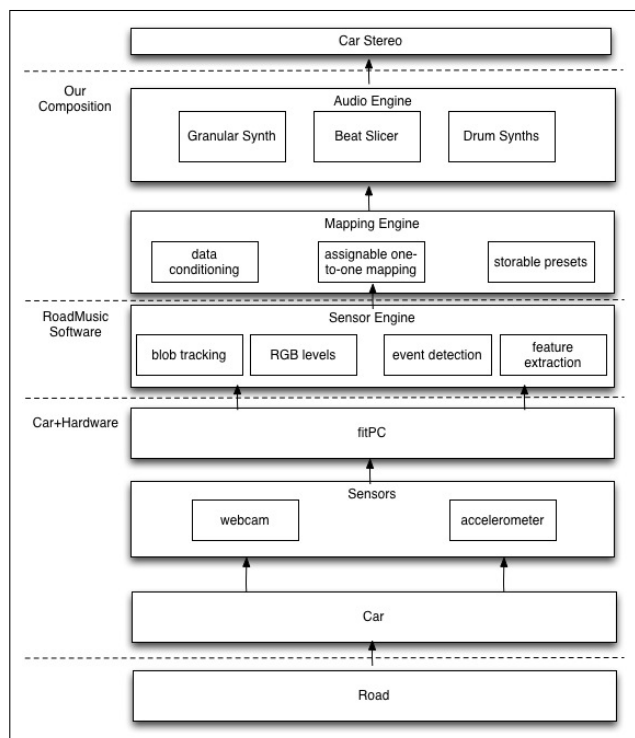 Car Stereo
Our
Composition
Audio Engine
Granular Synth
Beat Slicer
Drum Synths
Mapping Engine
data
conditioning
assignable one-
to-one mapping
storable presets
RoadMusic
Software
Sensor Engine
blob tracking
RGB levels
event detection
feature
extraction
Car+Hardware
fitPC
Sensors
webcam
accelerometer
Car
Road